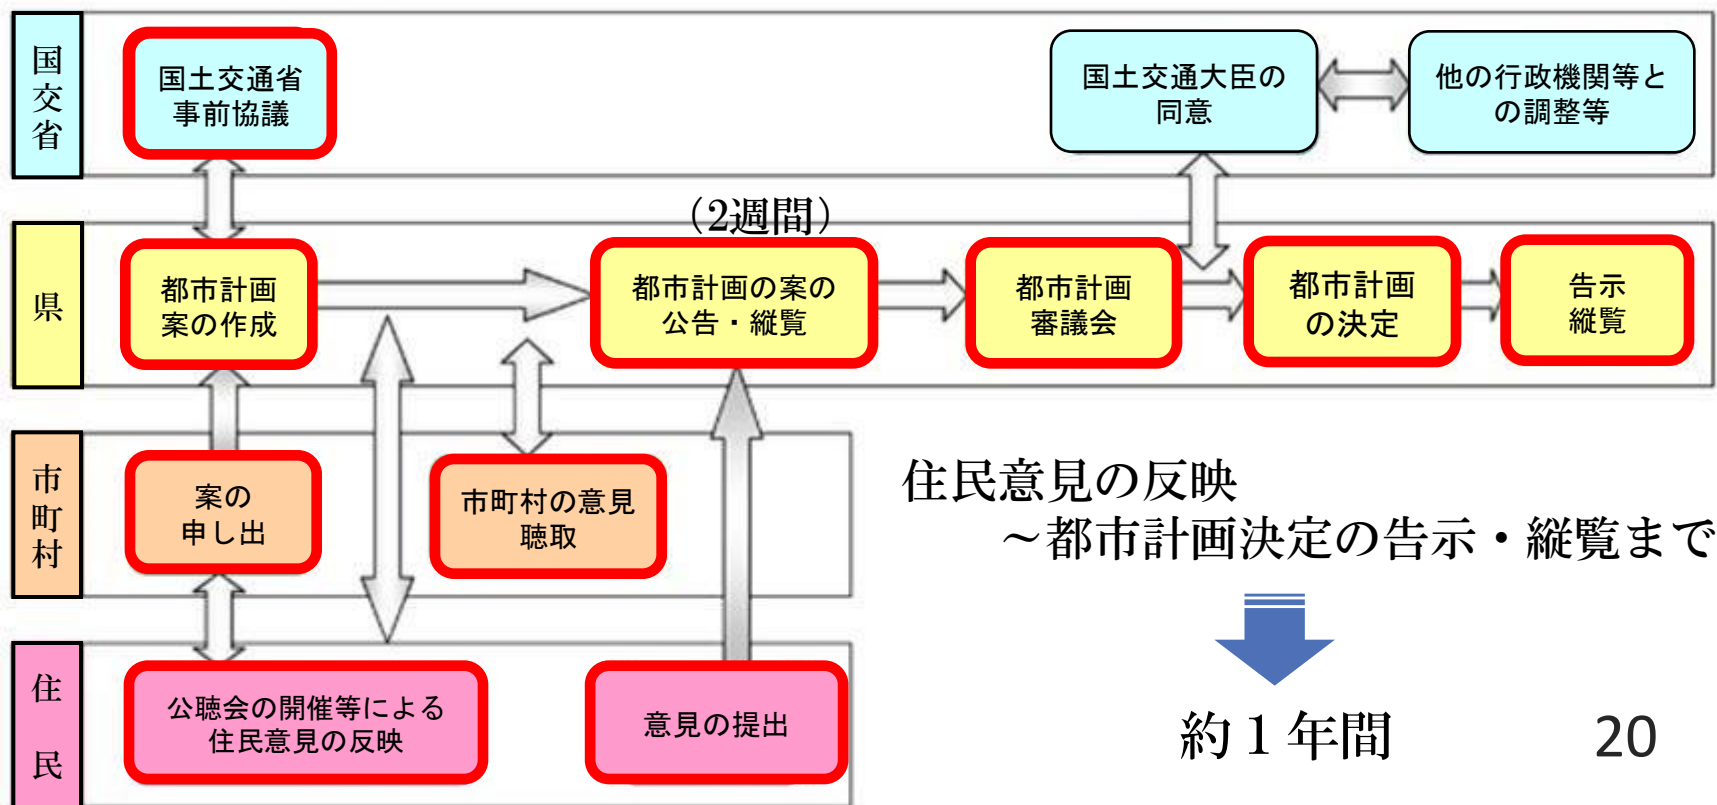 国交省
国土交通省
事前協議
国土交通大臣の
同意
他の行政機関等と
の調整等
(2週間)
県
都市計画
案の作成
都市計画の案の
公告・縦覧
都市計画
審議会
都市計画
の決定
告示
縦覧
市町村
案の
申し出
市町村の意見
聴取
住民意見の反映
～都市計画決定の告示・縦覧まで
住民
公聴会の開催等による
住民意見の反映
意見の提出
約１年間
20